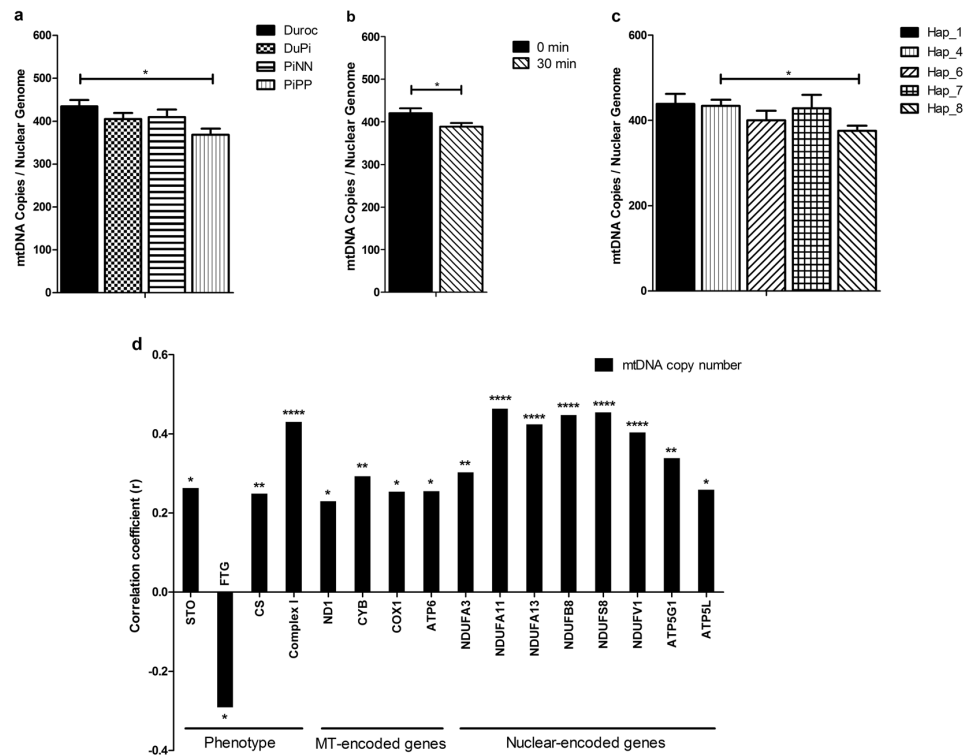 a
mtDNA Copies / Nuclear Genome
600
500
400
300
200
100
0
*
Duroc
DuPi
PiNN
PiPP
b
mtDNA Copies / Nuclear Genome
600
500
400
300
200
100
0
*
0 min
30 min
c
mtDNA Copies / Nuclear Genome
600
400
200
0
*
Hap_1
Hap_4
Hap_6
Hap_7
Hap_8
d
mtDNA copy number
Correlation coefficient (r)
0.6
0.4
0.2
0.0
-0.2
-0.4
* STO
FTG *
** CS
**** Complex I
* ND1
** CYB
* COX1
* ATP6
** NDUFA3
**** NDUFA11
**** NDUFA13
**** NDUFB8
**** NDUFS8
**** NDUFV1
** ATP5G1
* ATP5L
Phenotype
MT-encoded genes
Nuclear-encoded genes